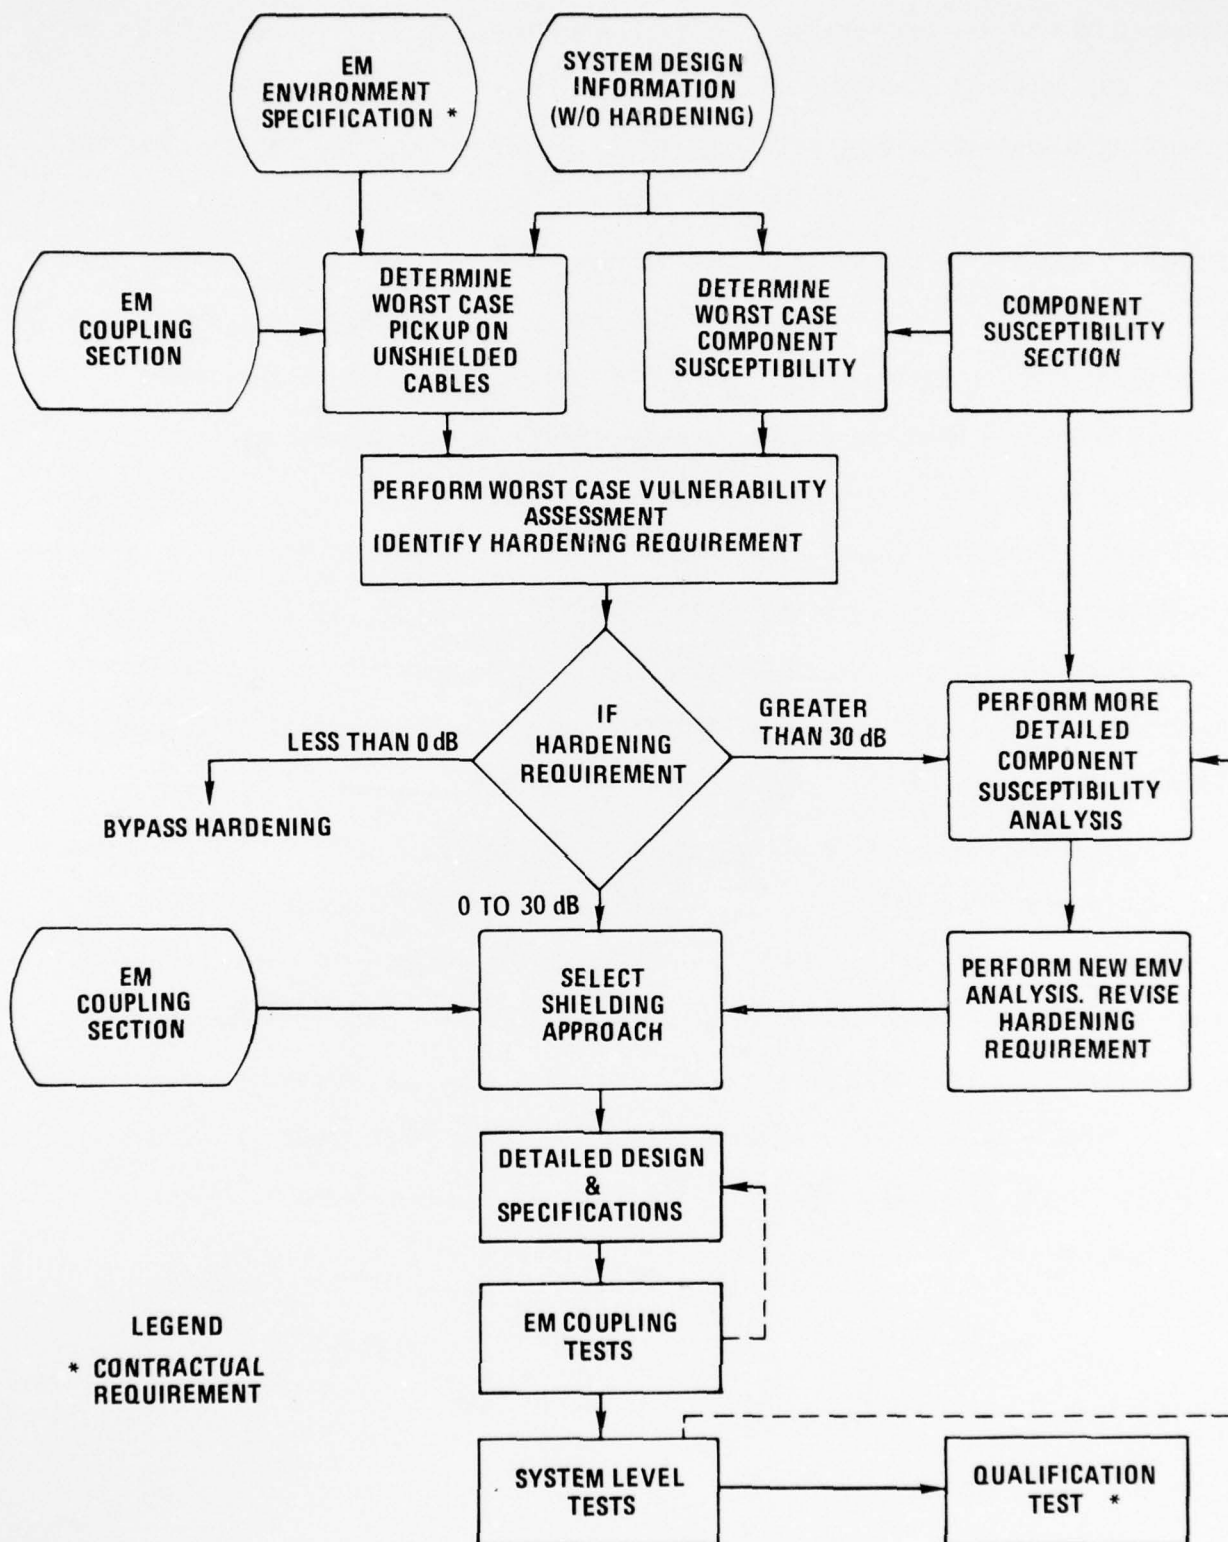 EM
ENVIRONMENT
SPECIFICATION *
SYSTEM DESIGN
INFORMATION
(W/O HARDENING)
EM
COUPLING
SECTION
DETERMINE
WORST CASE
PICKUP ON
UNSHIELDED
CABLES
DETERMINE
WORST CASE
COMPONENT
SUSCEPTIBILITY
COMPONENT
SUSCEPTIBILITY
SECTION
PERFORM WORST CASE VULNERABILITY
ASSESSMENT
IDENTIFY HARDENING REQUIREMENT
IF
HARDENING
REQUIREMENT
LESS THAN 0 dB
BYPASS HARDENING
GREATER
THAN 30 dB
PERFORM MORE
DETAILED
COMPONENT
SUSCEPTIBILITY
ANALYSIS
0 TO 30 dB
EM
COUPLING
SECTION
SELECT
SHIELDING
APPROACH
PERFORM NEW EMV
ANALYSIS. REVISE
HARDENING
REQUIREMENT
DETAILED DESIGN
&
SPECIFICATIONS
EM COUPLING
TESTS
LEGEND
* CONTRACTUAL
REQUIREMENT
SYSTEM LEVEL
TESTS
QUALIFICATION
TEST *